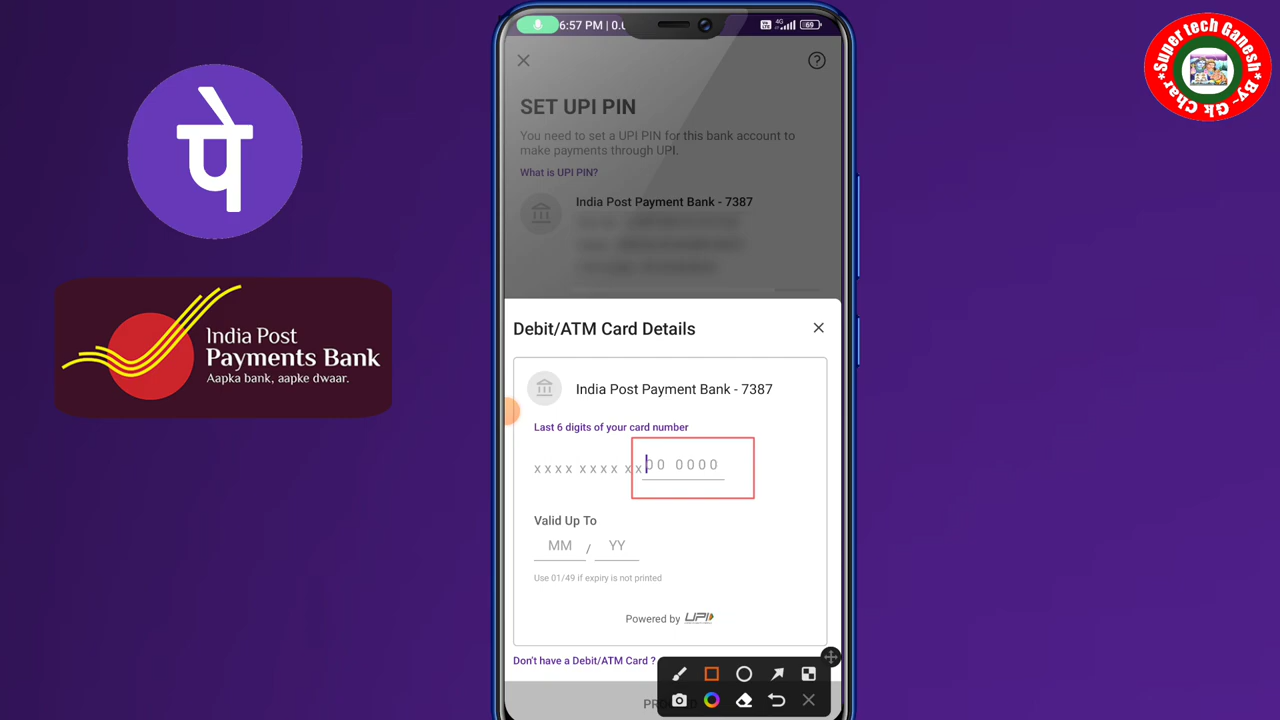 6:57 PM | 0.
4G
69
पे
Super tech Ganesh
By- Gk Char
?
SET UPI PIN
You need to set a UPI PIN for this bank account to
make payments through UPI.
What is UPI PIN?
India Post Payment Bank - 7387
India Post
Payments Bank
Aapka bank, aapke dwaar.
Debit/ATM Card Details
India Post Payment Bank - 7387
Last 6 digits of your card number
xxxx xxxx xx 00 0000
Valid Up To
MM / YY
Use 01/49 if expiry is not printed
Powered by UPI
Don't have a Debit/ATM Card ?